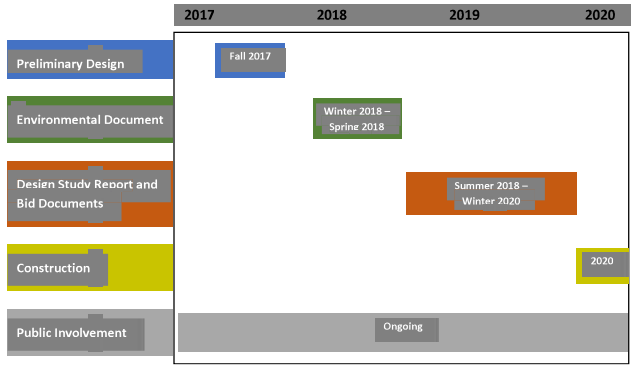 2017 2018 2019 2020
Preliminary Design
Fall 2017
Environmental Document
Winter 2018 –
Spring 2018
Design Study Report and
Bid Documents
Summer 2018 –
Winter 2020
Construction
2020
Public Involvement
Ongoing